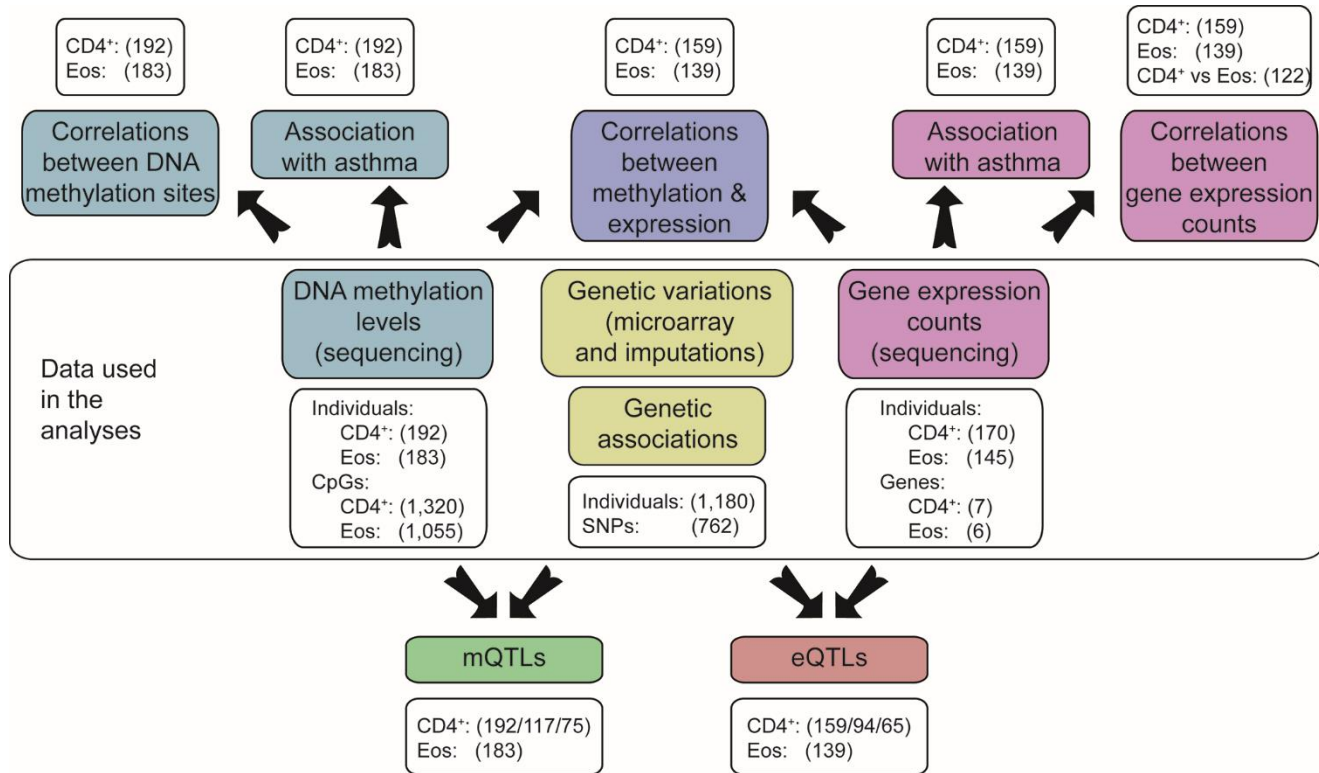 CD4⁺: (192)
Eos: (183)
CD4⁺: (192)
Eos: (183)
CD4⁺: (159)
Eos: (139)
CD4⁺: (159)
Eos: (139)
CD4⁺: (159)
Eos: (139)
CD4⁺ vs Eos: (122)
Correlations
between DNA
methylation sites
Association
with asthma
Correlations
between
methylation &
expression
Association
with asthma
Correlations
between
gene expression
counts
Data used
in the
analyses
DNA methylation
levels
(sequencing)
Individuals:
CD4⁺: (192)
Eos: (183)
CpGs:
CD4⁺: (1,320)
Eos: (1,055)
Genetic variations
(microarray
and imputations)
Genetic
associations
Individuals: (1,180)
SNPs: (762)
Gene expression
counts
(sequencing)
Individuals:
CD4⁺: (170)
Eos: (145)
Genes:
CD4⁺: (7)
Eos: (6)
mQTLs
CD4⁺: (192/117/75)
Eos: (183)
eQTLs
CD4⁺: (159/94/65)
Eos: (139)